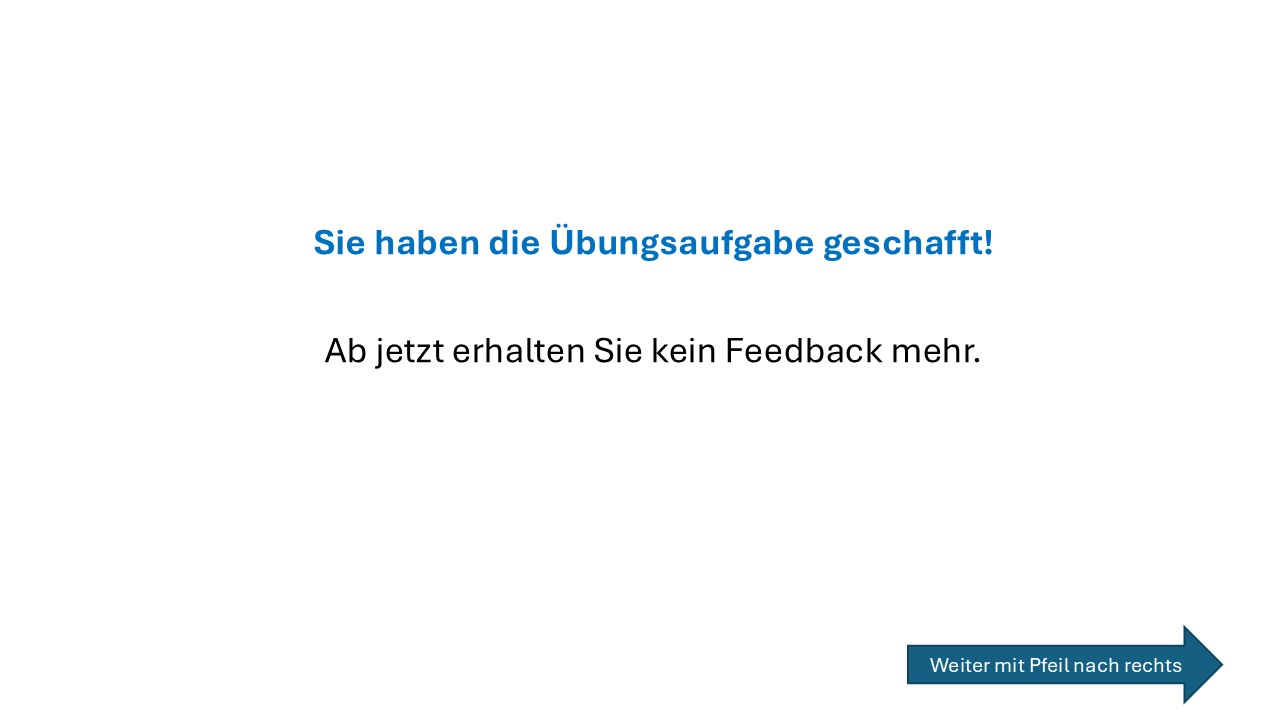 Sie haben die Übungsaufgabe geschafft!
Ab jetzt erhalten Sie kein Feedback mehr.
Weiter mit Pfeil nach rechts